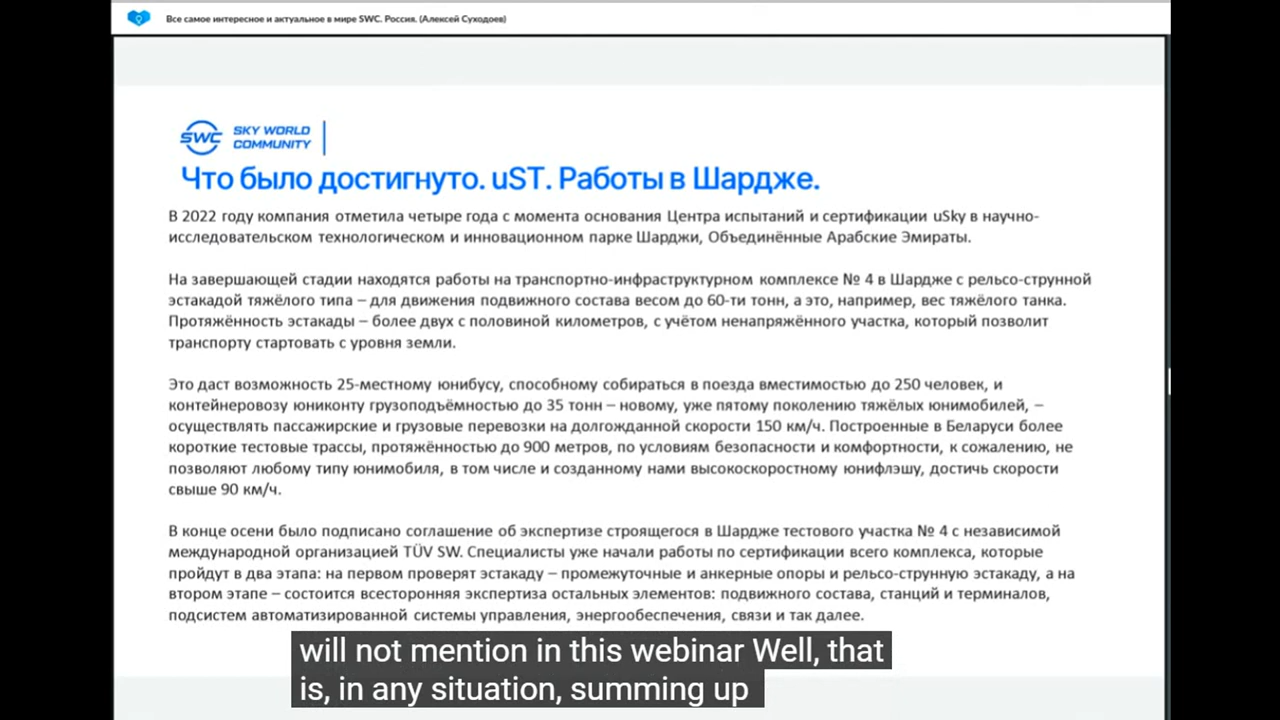 Все самое интересное и актуальное в мире SWC. Россия. (Алексей Суходоев)
SWC SKY WORLD
COMMUNITY
Что было достигнуто. uST. Работы в Шардже.
В 2022 году компания отметила четыре года с момента основания Центра испытаний и сертификации uSky в научно-
исследовательском технологическом и инновационном парке Шарджи, Объединённые Арабские Эмираты.
На завершающей стадии находятся работы на транспортно-инфраструктурном комплексе № 4 в Шардже с рельсо-струнной
эстакадой тяжёлого типа – для движения подвижного состава весом до 60-ти тонн, а это, например, вес тяжёлого танка.
Протяжённость эстакады – более двух с половиной километров, с учётом ненапряжённого участка, который позволит
транспорту стартовать с уровня земли.
Это даст возможность 25-местному юнибусу, способному собираться в поезда вместимостью до 250 человек, и
контейнеровозу юниконту грузоподъёмностью до 35 тонн – новому, уже пятому поколению тяжёлых юнимобилей, –
осуществлять пассажирские и грузовые перевозки на долгожданной скорости 150 км/ч. Построенные в Беларуси более
короткие тестовые трассы, протяжённостью до 900 метров, по условиям безопасности и комфортности, к сожалению, не
позволяют любому типу юнимобиля, в том числе и созданному нами высокоскоростному юнифлэшу, достичь скорости
свыше 90 км/ч.
В конце осени было подписано соглашение об экспертизе строящегося в Шардже тестового участка № 4 с независимой
международной организацией TÜV SW. Специалисты уже начали работы по сертификации всего комплекса, которые
пройдут в два этапа: на первом проверят эстакаду – промежуточные и анкерные опоры и рельсо-струнную эстакаду, а на
втором этапе – состоится всесторонняя экспертиза остальных элементов: подвижного состава, станций и терминалов,
подсистем автоматизированной системы управления, энергообеспечения, связи и так далее.
will not mention in this webinar Well, that
is, in any situation, summing up